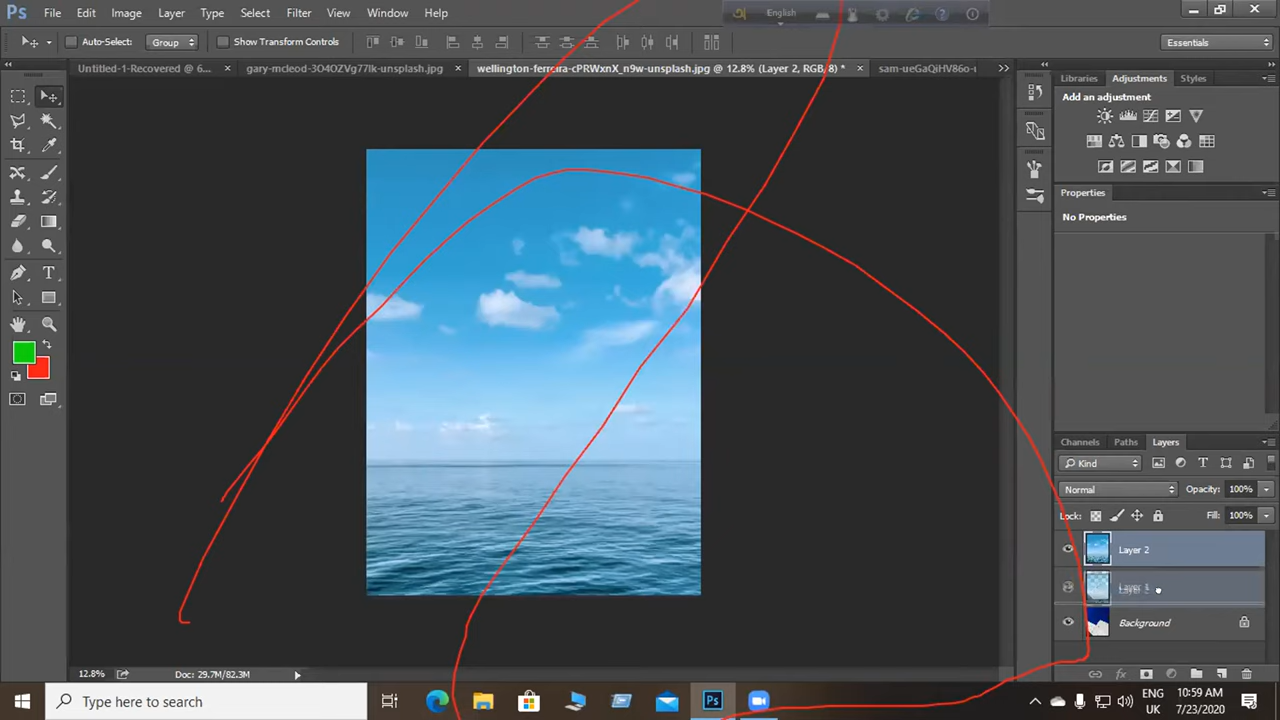 Ps File Edit Image Layer Type Select Filter View Window Help
English
Auto-Select: Group Show Transform Controls
Essentials
Untitled-1-Recovered @ 6... ×
gary-mcleod-3O4OZVg77Ik-unsplash.jpg ×
wellington-ferreira-cPRWxnX_n9w-unsplash.jpg @ 12.8% (Layer 2, RGB/8) * ×
sam-ueGaQiHV86o-
Libraries Adjustments Styles
Add an adjustment
Properties
No Properties
Channels Paths Layers
Kind
Normal Opacity: 100%
Lock: Fill: 100%
Layer 2
Background
12.8% Doc: 29.7M/82.3M
Type here to search
Ps
ENG
UK
10:59 AM
7/23/2020